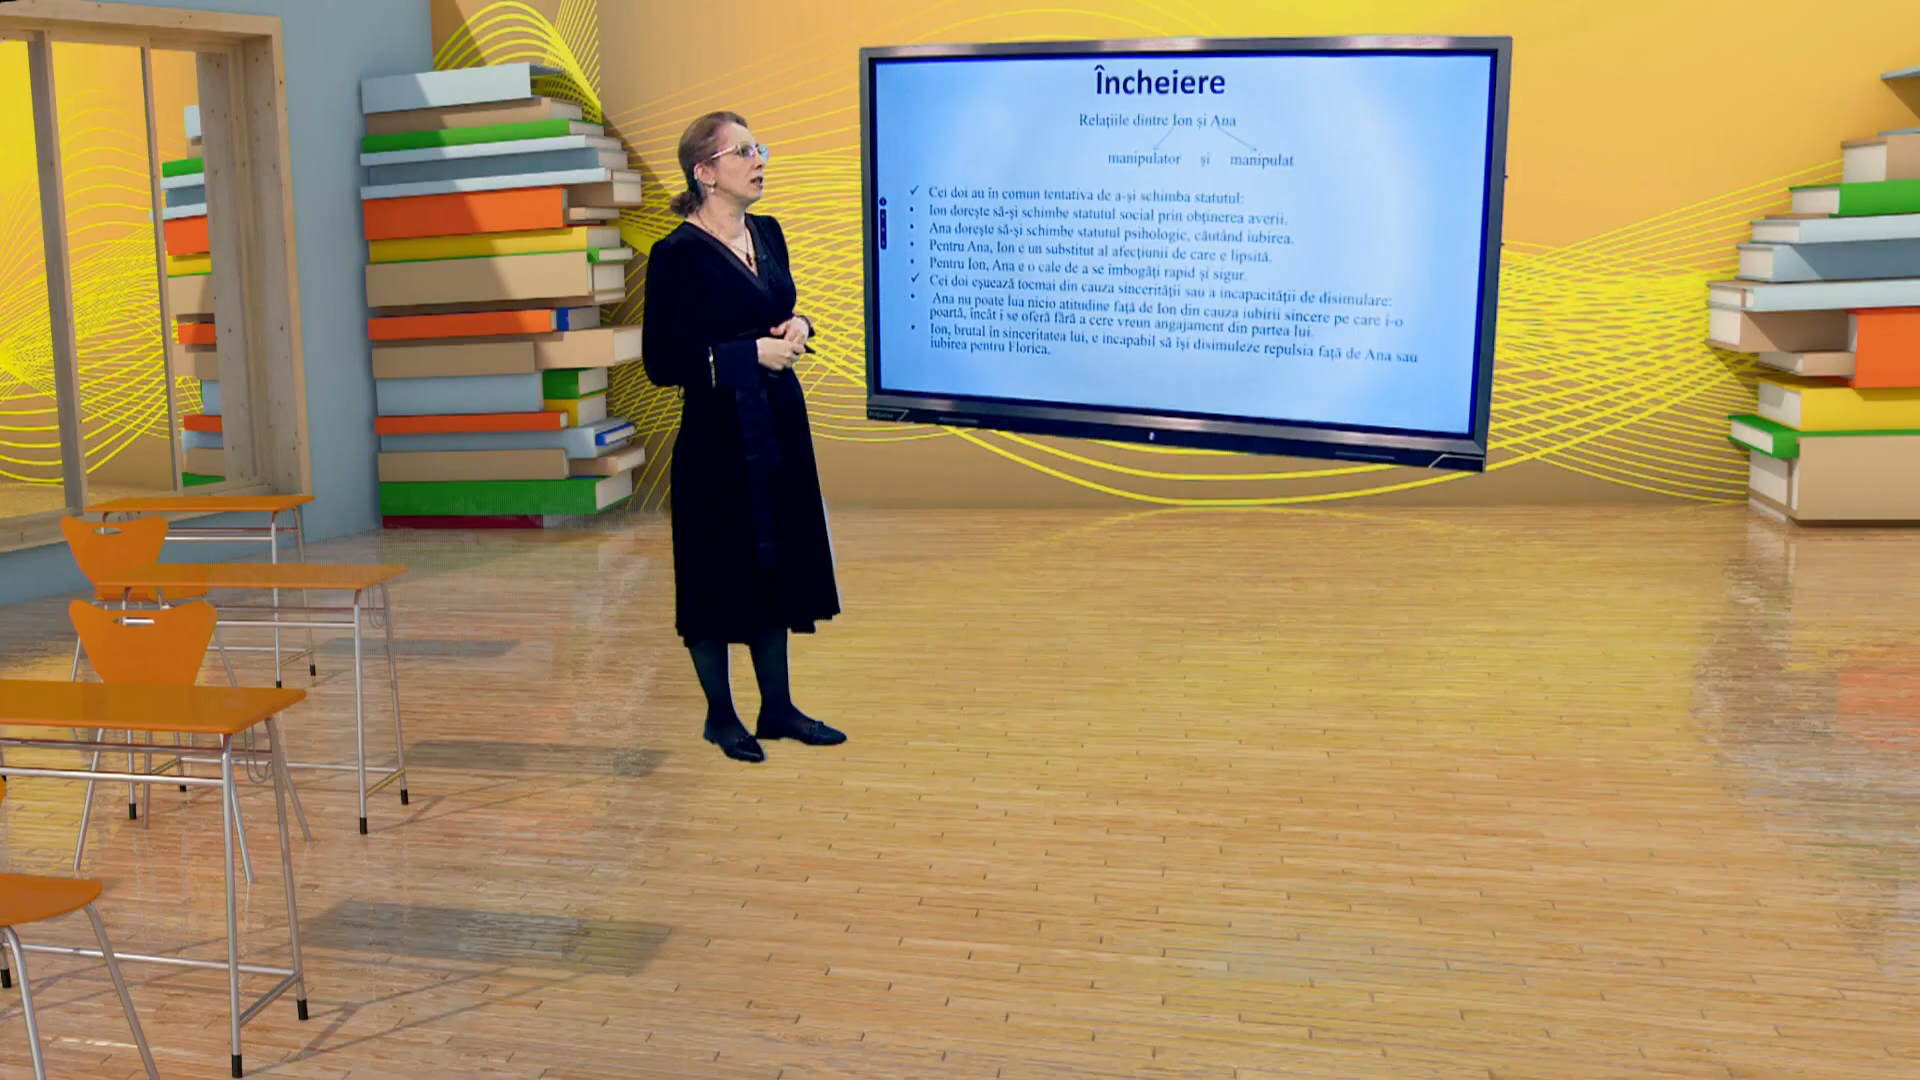 Încheiere
Relațiile dintre Ion și Ana
manipulator și manipulat
✓ Cei doi au în comun tentativa de a-și schimba statutul:
• Ion dorește să-și schimbe statutul social prin obținerea averii.
• Ana dorește să-și schimbe statutul psihologic, căutând iubirea.
• Pentru Ana, Ion e un substitut al afecțiunii de care e lipsită.
• Pentru Ion, Ana e o cale de a se îmbogăți rapid și sigur.
✓ Cei doi eșuează tocmai din cauza sincerității sau a incapacității de disimulare:
• Ana nu poate lua nicio atitudine față de Ion din cauza iubirii sincere pe care i-o
poartă, încât i se oferă fără a cere vreun angajament din partea lui.
• Ion, brutal în sinceritatea lui, e incapabil să își disimuleze repulsia față de Ana sau
iubirea pentru Florica.